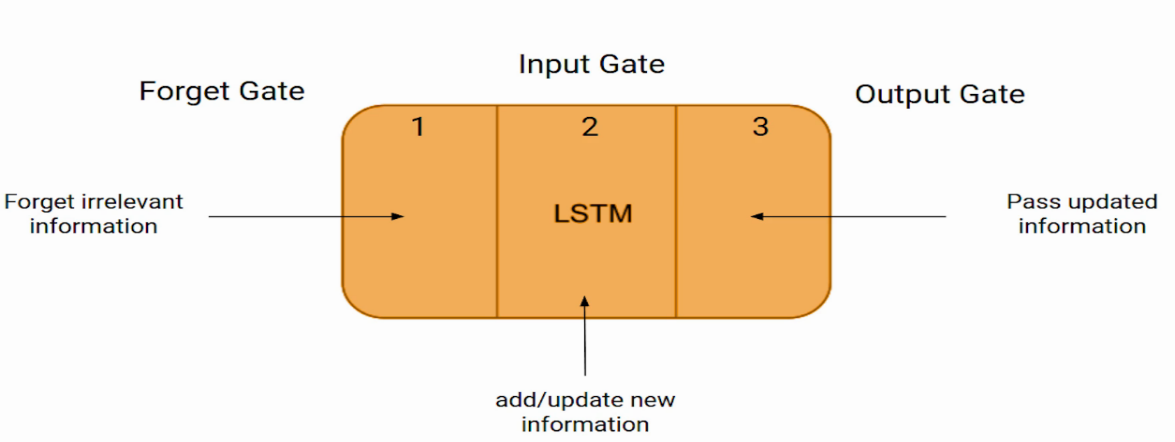 Input Gate
Forget Gate
Output Gate
1
2
3
Forget irrelevant
information
LSTM
Pass updated
information
add/update new
information